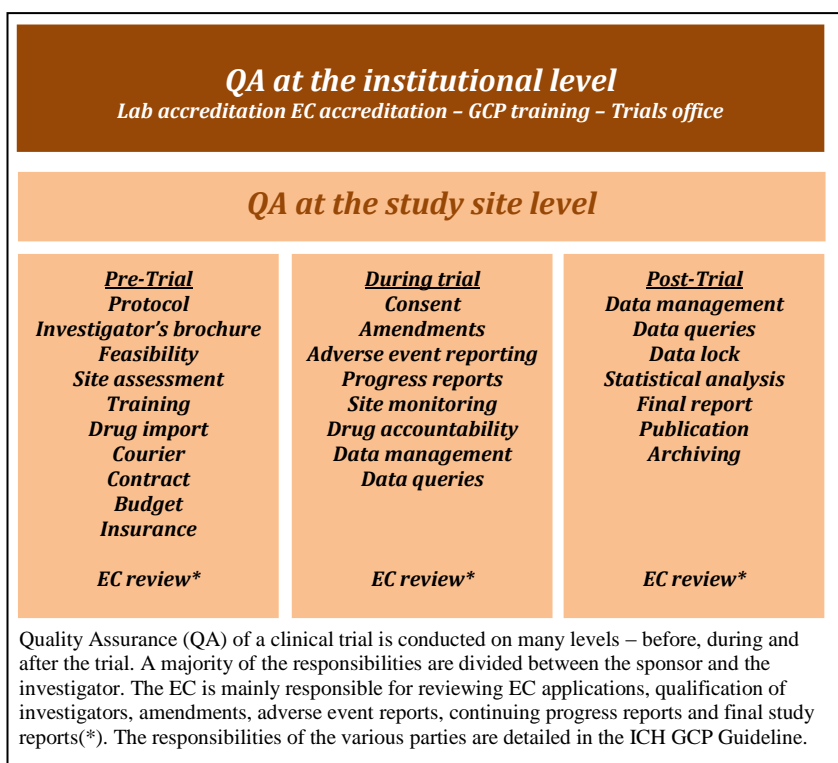 QA at the institutional level
Lab accreditation EC accreditation – GCP training – Trials office
QA at the study site level
Pre-Trial
Protocol
Investigator’s brochure
Feasibility
Site assessment
Training
Drug import
Courier
Contract
Budget
Insurance
EC review*
During trial
Consent
Amendments
Adverse event reporting
Progress reports
Site monitoring
Drug accountability
Data management
Data queries
EC review*
Post-Trial
Data management
Data queries
Data lock
Statistical analysis
Final report
Publication
Archiving
EC review*
Quality Assurance (QA) of a clinical trial is conducted on many levels – before, during and
after the trial. A majority of the responsibilities are divided between the sponsor and the
investigator. The EC is mainly responsible for reviewing EC applications, qualification of
investigators, amendments, adverse event reports, continuing progress reports and final study
reports(*). The responsibilities of the various parties are detailed in the ICH GCP Guideline.